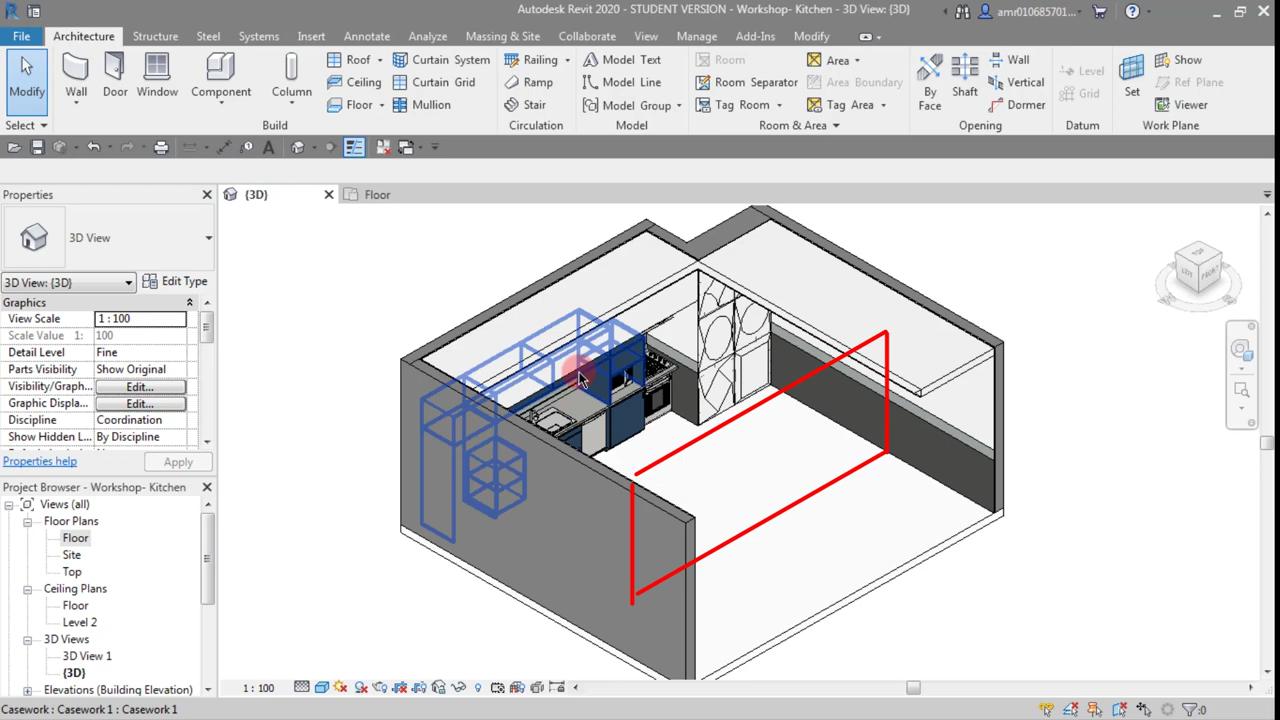 Autodesk Revit 2020 - STUDENT VERSION - Workshop- Kitchen - 3D View: {3D}
amr010685701...
File Architecture Structure Steel Systems Insert Annotate Analyze Massing & Site Collaborate View Manage Add-Ins Modify
Modify Wall Door Window Component Column
Roof Curtain System
Ceiling Curtain Grid
Floor Mullion
Railing
Ramp
Stair
Model Text
Model Line
Model Group
Room Area
Room Separator Area Boundary
Tag Room Tag Area
By Face Shaft
Wall
Vertical
Dormer
Level
Grid
Set
Show
Ref Plane
Viewer
Select Build Circulation Model Room & Area Opening Datum Work Plane
Properties
{3D} Floor
3D View
3D View: {3D} Edit Type
Graphics
View Scale 1 : 100
Scale Value 1: 100
Detail Level Fine
Parts Visibility Show Original
Visibility/Graph... Edit...
Graphic Displa... Edit...
Discipline Coordination
Show Hidden L... By Discipline
Properties help Apply
Project Browser - Workshop- Kitchen
Views (all)
Floor Plans
Floor
Site
Top
Ceiling Plans
Floor
Level 2
3D Views
3D View 1
{3D}
Elevations (Building Elevation)
TOP
LEFT FRONT
1 : 100
Casework : Casework 1 : Casework 1
:0